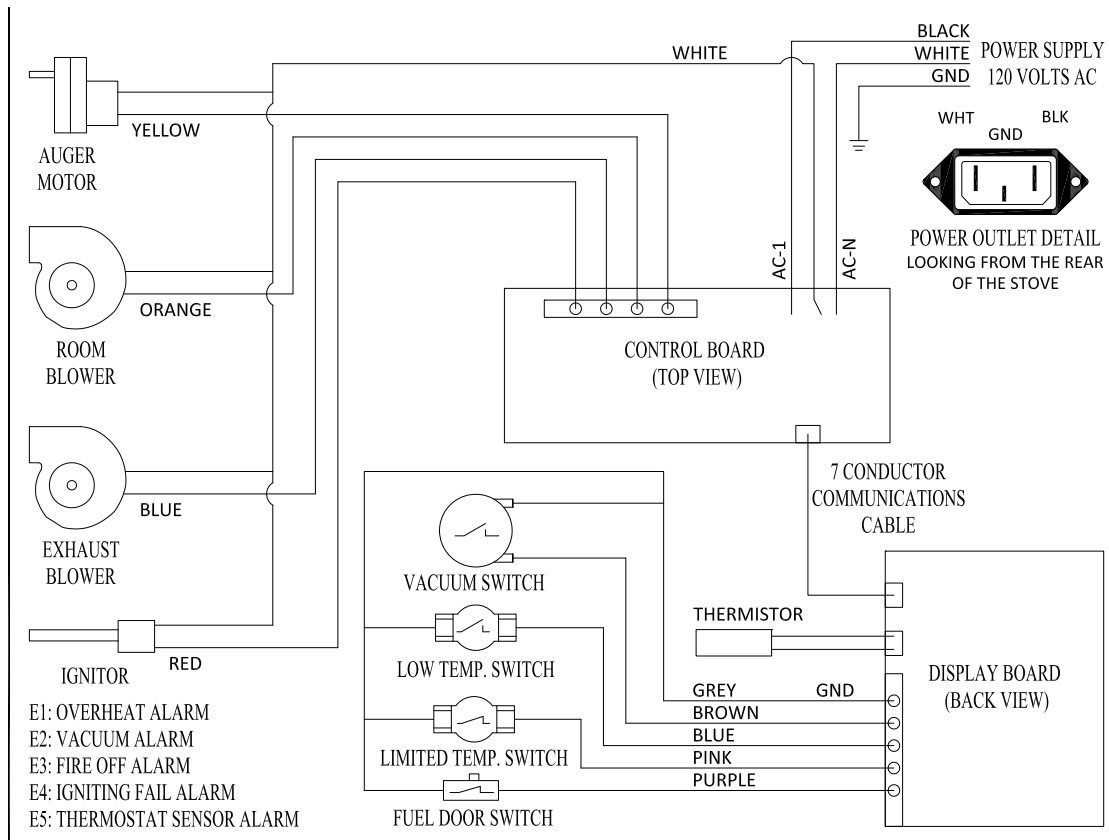 BLACK
WHITE
WHITE
GND
POWER SUPPLY
120 VOLTS AC
YELLOW
AUGER
MOTOR
WHT
BLK
GND
AC-1
AC-N
POWER OUTLET DETAIL
LOOKING FROM THE REAR
OF THE STOVE
ORANGE
ROOM
BLOWER
CONTROL BOARD
(TOP VIEW)
BLUE
EXHAUST
BLOWER
7 CONDUCTOR
COMMUNICATIONS
CABLE
VACUUM SWITCH
THERMISTOR
LOW TEMP. SWITCH
RED
IGNITOR
DISPLAY BOARD
(BACK VIEW)
GREY GND
BROWN
BLUE
PINK
PURPLE
LIMITED TEMP. SWITCH
FUEL DOOR SWITCH
E1: OVERHEAT ALARM
E2: VACUUM ALARM
E3: FIRE OFF ALARM
E4: IGNITING FAIL ALARM
E5: THERMOSTAT SENSOR ALARM